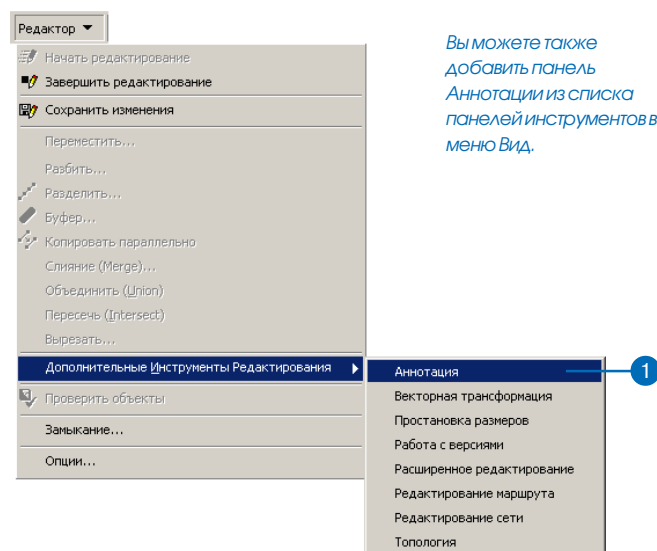 Редактор
Начать редактирование
Завершить редактирование
Сохранить изменения
Переместить...
Разбить...
Разделить...
Буфер...
Копировать параллельно
Слияние (Merge)...
Объединить (Union)
Пересечь (Intersect)
Вырезать...
Дополнительные Инструменты Редактирования
Проверить объекты
Замыкание...
Опции...
Аннотация
Векторная трансформация
Простановка размеров
Работа с версиями
Расширенное редактирование
Редактирование маршрута
Редактирование сети
Топология
1
Вы можете также
добавить панель
Аннотации из списка
панелей инструментов в
меню Вид.